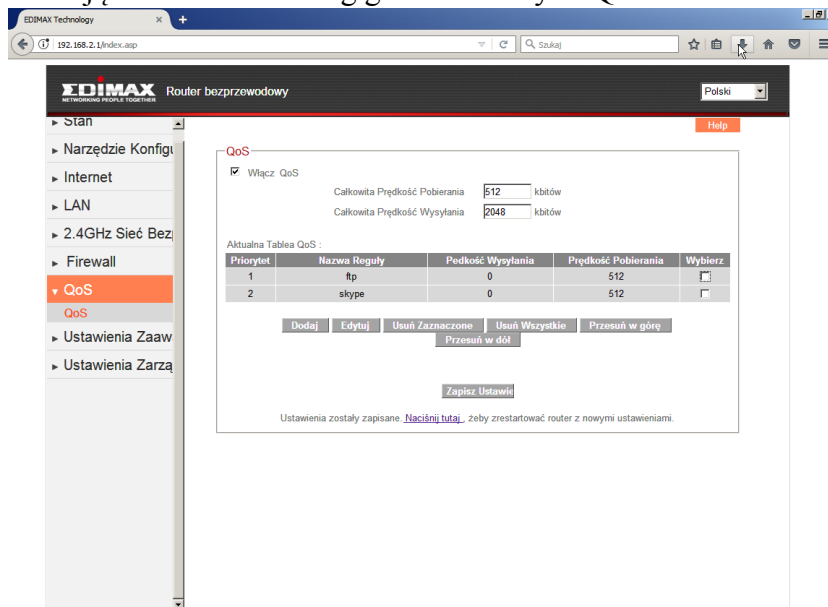 EDIMAX Technology
192.168.2.1/index.asp
Szukaj
EDIMAX
NETWORKING PEOPLE TOGETHER
Router bezprzewodowy
Polski
Help
Stan
Narzędzie Konfigu
Internet
LAN
2.4GHz Sieć Bezp
Firewall
QoS
QoS
Ustawienia Zaaw
Ustawienia Zarzą
QoS
Włącz QoS
Całkowita Prędkość Pobierania 512 kbitów
Całkowita Prędkość Wysyłania 2048 kbitów
Aktualna Tablea QoS :
Priorytet Nazwa Reguły Pedkość Wysyłania Prędkość Pobierania Wybierz
1 ftp 0 512
2 skype 0 512
Dodaj Edytuj Usuń Zaznaczone Usuń Wszystkie Przesuń w górę
Przesuń w dół
Zapisz Ustawie
Ustawienia zostały zapisane. Naciśnij tutaj , żeby zrestartować router z nowymi ustawieniami.